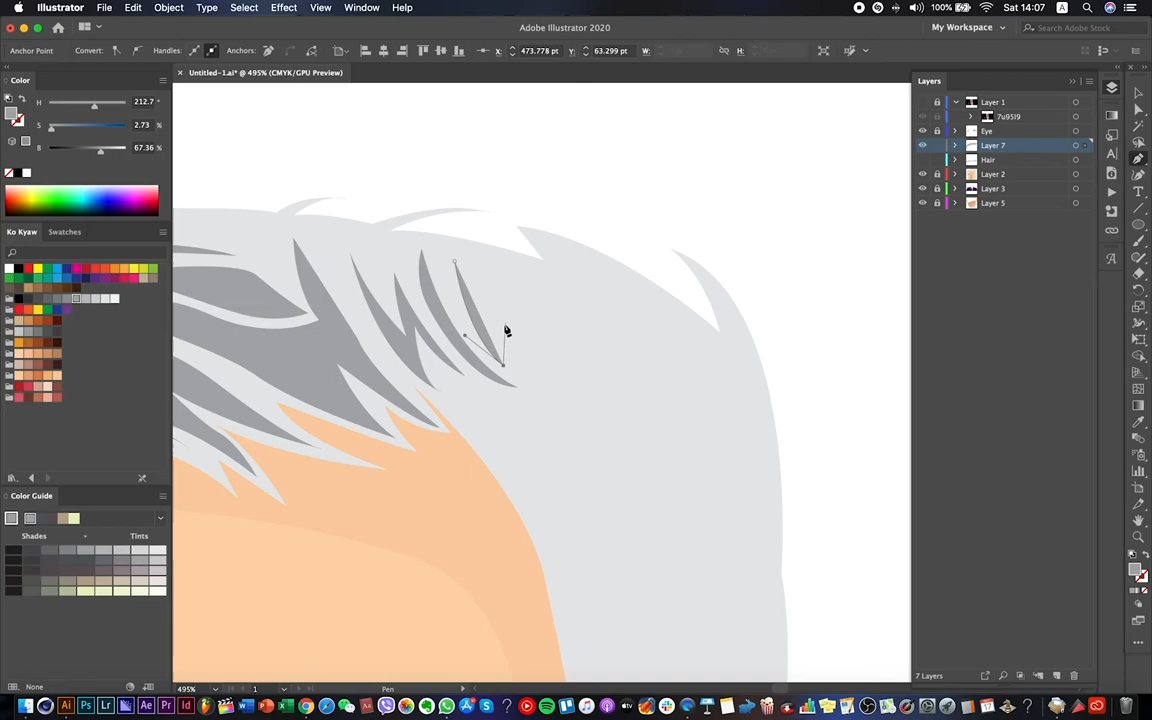 Illustrator File Edit Object Type Select Effect View Window Help 100% Sat 14:07
Adobe Illustrator 2020 My Workspace Search Adobe Stock
Anchor Point Convert: Handles: Anchors: X: 473.778 pt Y: 63.299 pt W: H:
Color
Untitled-1.ai* @ 495% (CMYK/GPU Preview)
H 212.7 °
S 2.73 %
B 67.36 %
Ko Kyaw Swatches
Color Guide
Shades Tints
None
495% 1 Pen
Layers
Layer 1
7u95I9
Eye
Layer 7
Hair
Layer 2
Layer 3
Layer 5
7 Layers